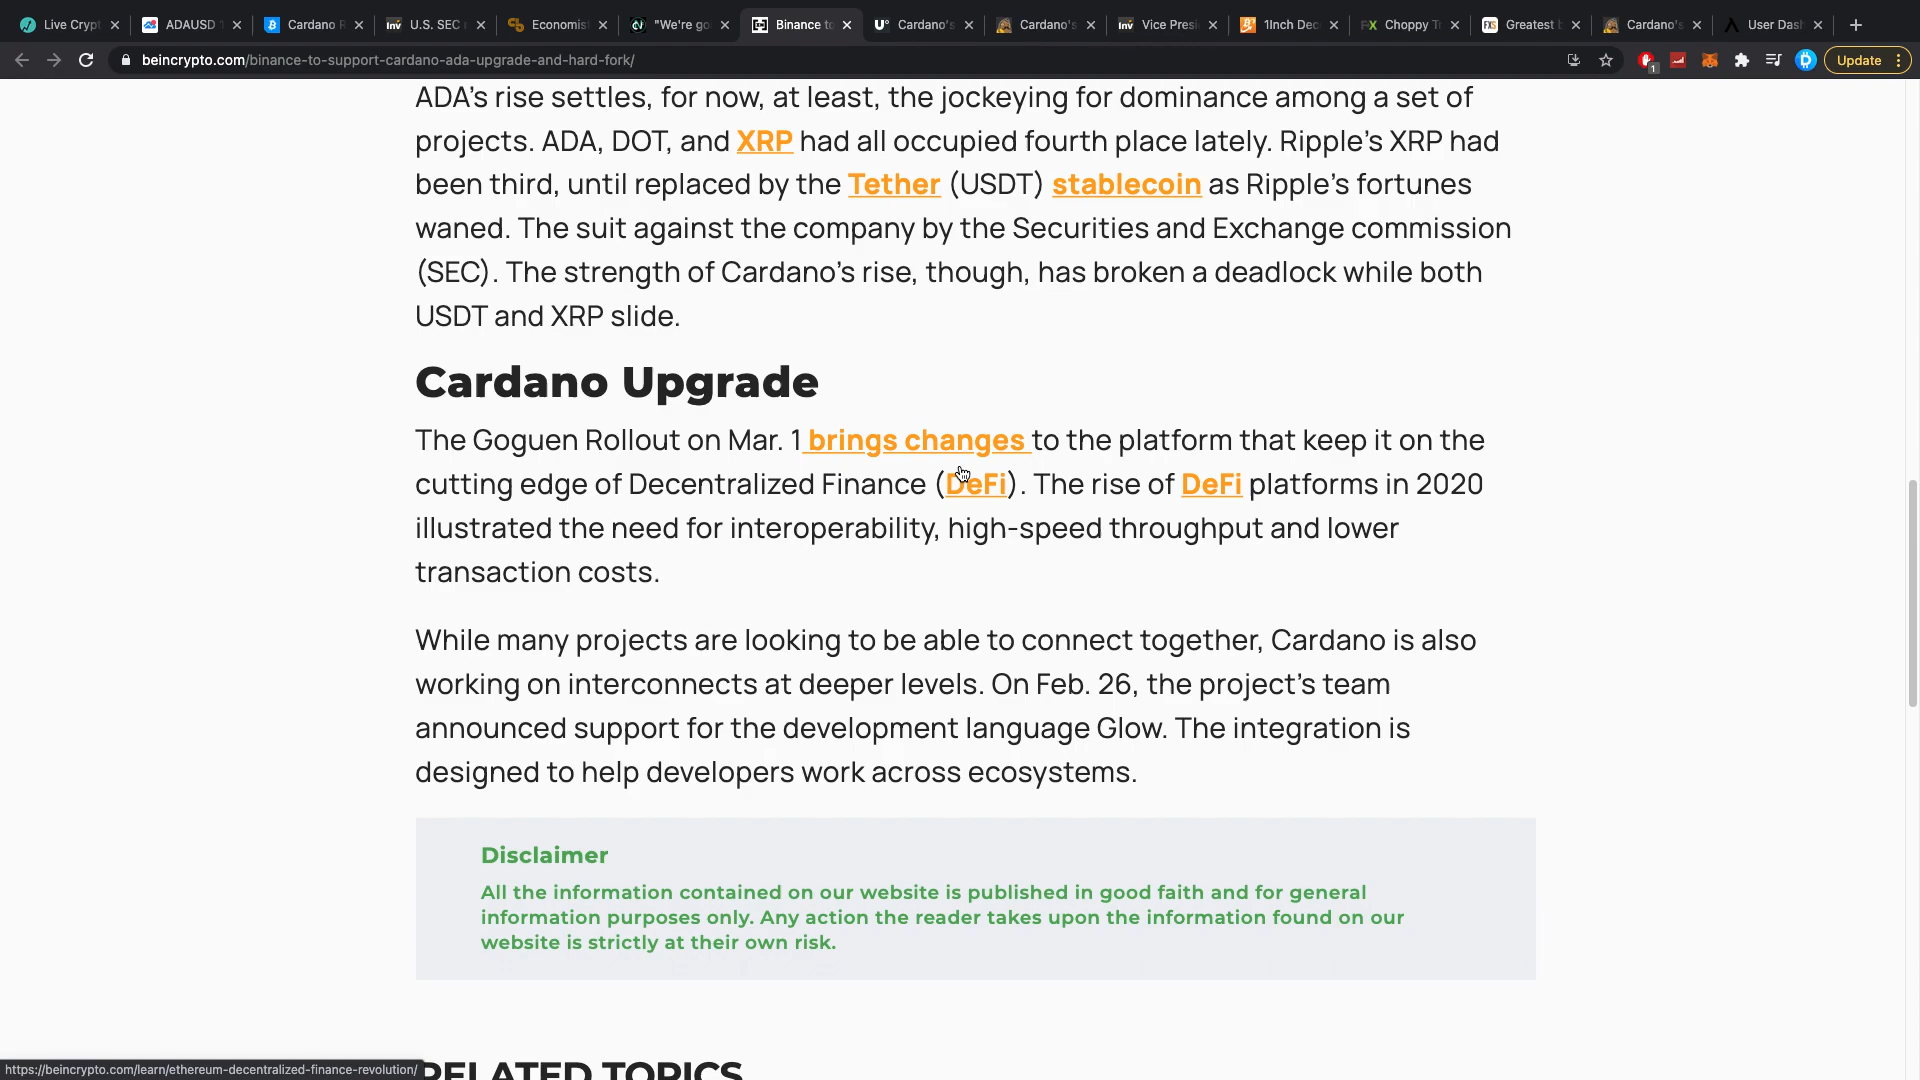 Live Crypt
ADAUSD 1
Cardano R
U.S. SEC r
Economis
"We're go
Binance to
Cardano's
Cardano's
Vice Presi
1Inch Dec
Choppy Tr
Greatest b
Cardano's
User Das
beincrypto.com/binance-to-support-cardano-ada-upgrade-and-hard-fork/
Update
ADA's rise settles, for now, at least, the jockeying for dominance among a set of
projects. ADA, DOT, and XRP had all occupied fourth place lately. Ripple's XRP had
been third, until replaced by the Tether (USDT) stablecoin as Ripple's fortunes
waned. The suit against the company by the Securities and Exchange commission
(SEC). The strength of Cardano's rise, though, has broken a deadlock while both
USDT and XRP slide.
Cardano Upgrade
The Goguen Rollout on Mar. 1 brings changes to the platform that keep it on the
cutting edge of Decentralized Finance (DeFi). The rise of DeFi platforms in 2020
illustrated the need for interoperability, high-speed throughput and lower
transaction costs.
While many projects are looking to be able to connect together, Cardano is also
working on interconnects at deeper levels. On Feb. 26, the project's team
announced support for the development language Glow. The integration is
designed to help developers work across ecosystems.
Disclaimer
All the information contained on our website is published in good faith and for general
information purposes only. Any action the reader takes upon the information found on our
website is strictly at their own risk.
RELATED TOPICS
https://beincrypto.com/learn/ethereum-decentralized-finance-revolution/